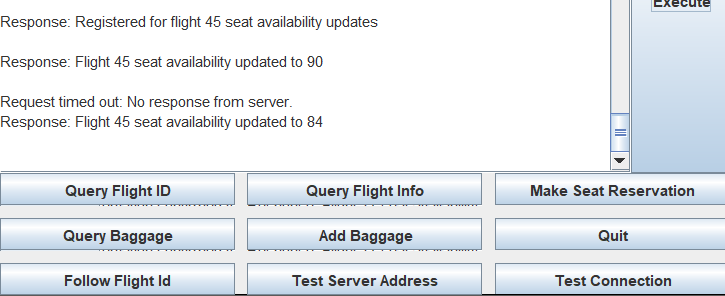 Execute
Response: Registered for flight 45 seat availability updates
Response: Flight 45 seat availability updated to 90
Request timed out: No response from server.
Response: Flight 45 seat availability updated to 84
Query Flight ID
Query Flight Info
Make Seat Reservation
Query Baggage
Add Baggage
Quit
Follow Flight Id
Test Server Address
Test Connection